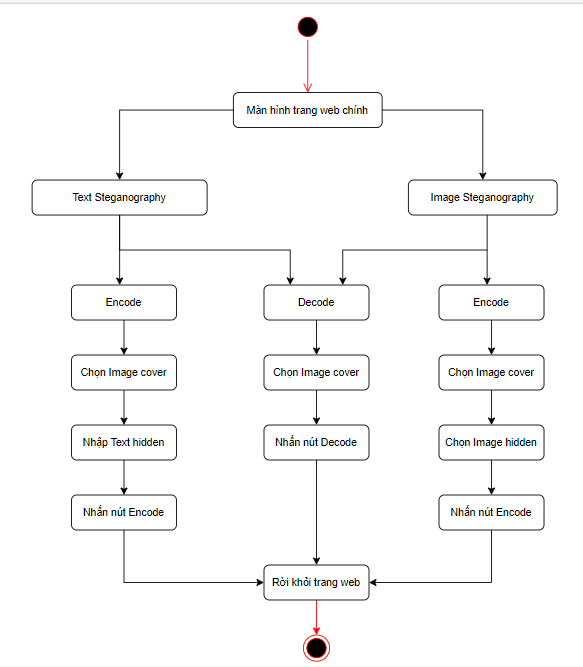 Màn hình trang web chính
Text Steganography
Image Steganography
Encode
Decode
Encode
Chọn Image cover
Chọn Image cover
Chọn Image cover
Nhập Text hidden
Nhấn nút Decode
Chọn Image hidden
Nhấn nút Encode
Nhấn nút Encode
Rời khỏi trang web